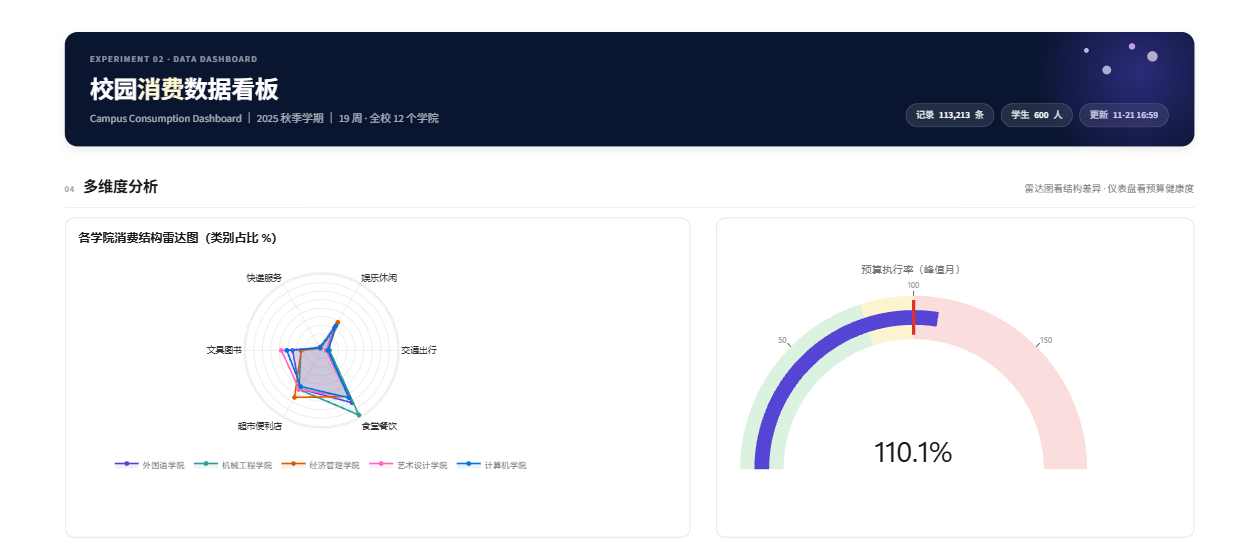 EXPERIMENT 02 · DATA DASHBOARD
校园消费数据看板
Campus Consumption Dashboard ｜ 2025 秋季学期 ｜ 19 周 · 全校 12 个学院
记录 113,213 条
学生 600 人
更新 11-21 16:59
04 多维度分析
雷达图看结构差异 · 仪表盘看预算健康度
各学院消费结构雷达图（类别占比 %）
快递服务
娱乐休闲
文具图书
交通出行
超市便利店
食堂餐饮
外国语学院
机械工程学院
经济管理学院
艺术设计学院
计算机学院
预算执行率（峰值月）
100
50
150
110.1%